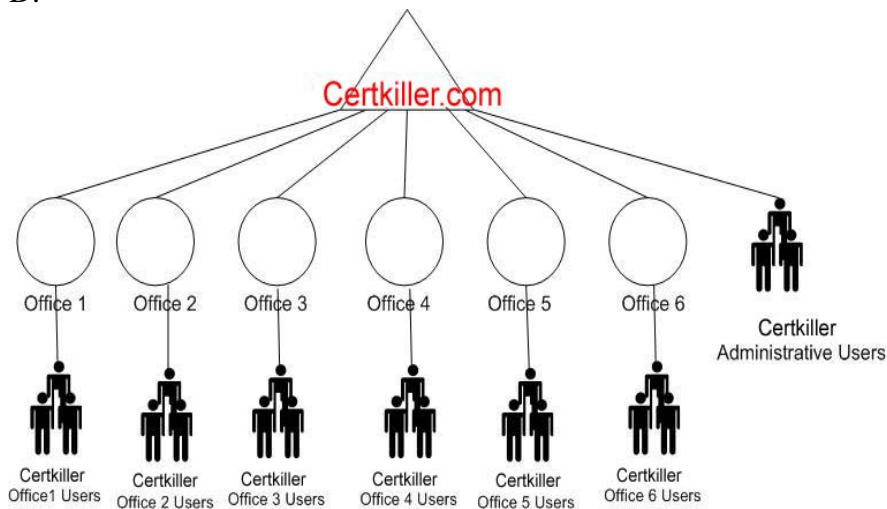 B.
Certkiller.com
Office 1
Office 2
Office 3
Office 4
Office 5
Office 6
Certkiller
Administrative Users
Certkiller
Office1 Users
Certkiller
Office 2 Users
Certkiller
Office 3 Users
Certkiller
Office 4 Users
Certkiller
Office 5 Users
Certkiller
Office 6 Users